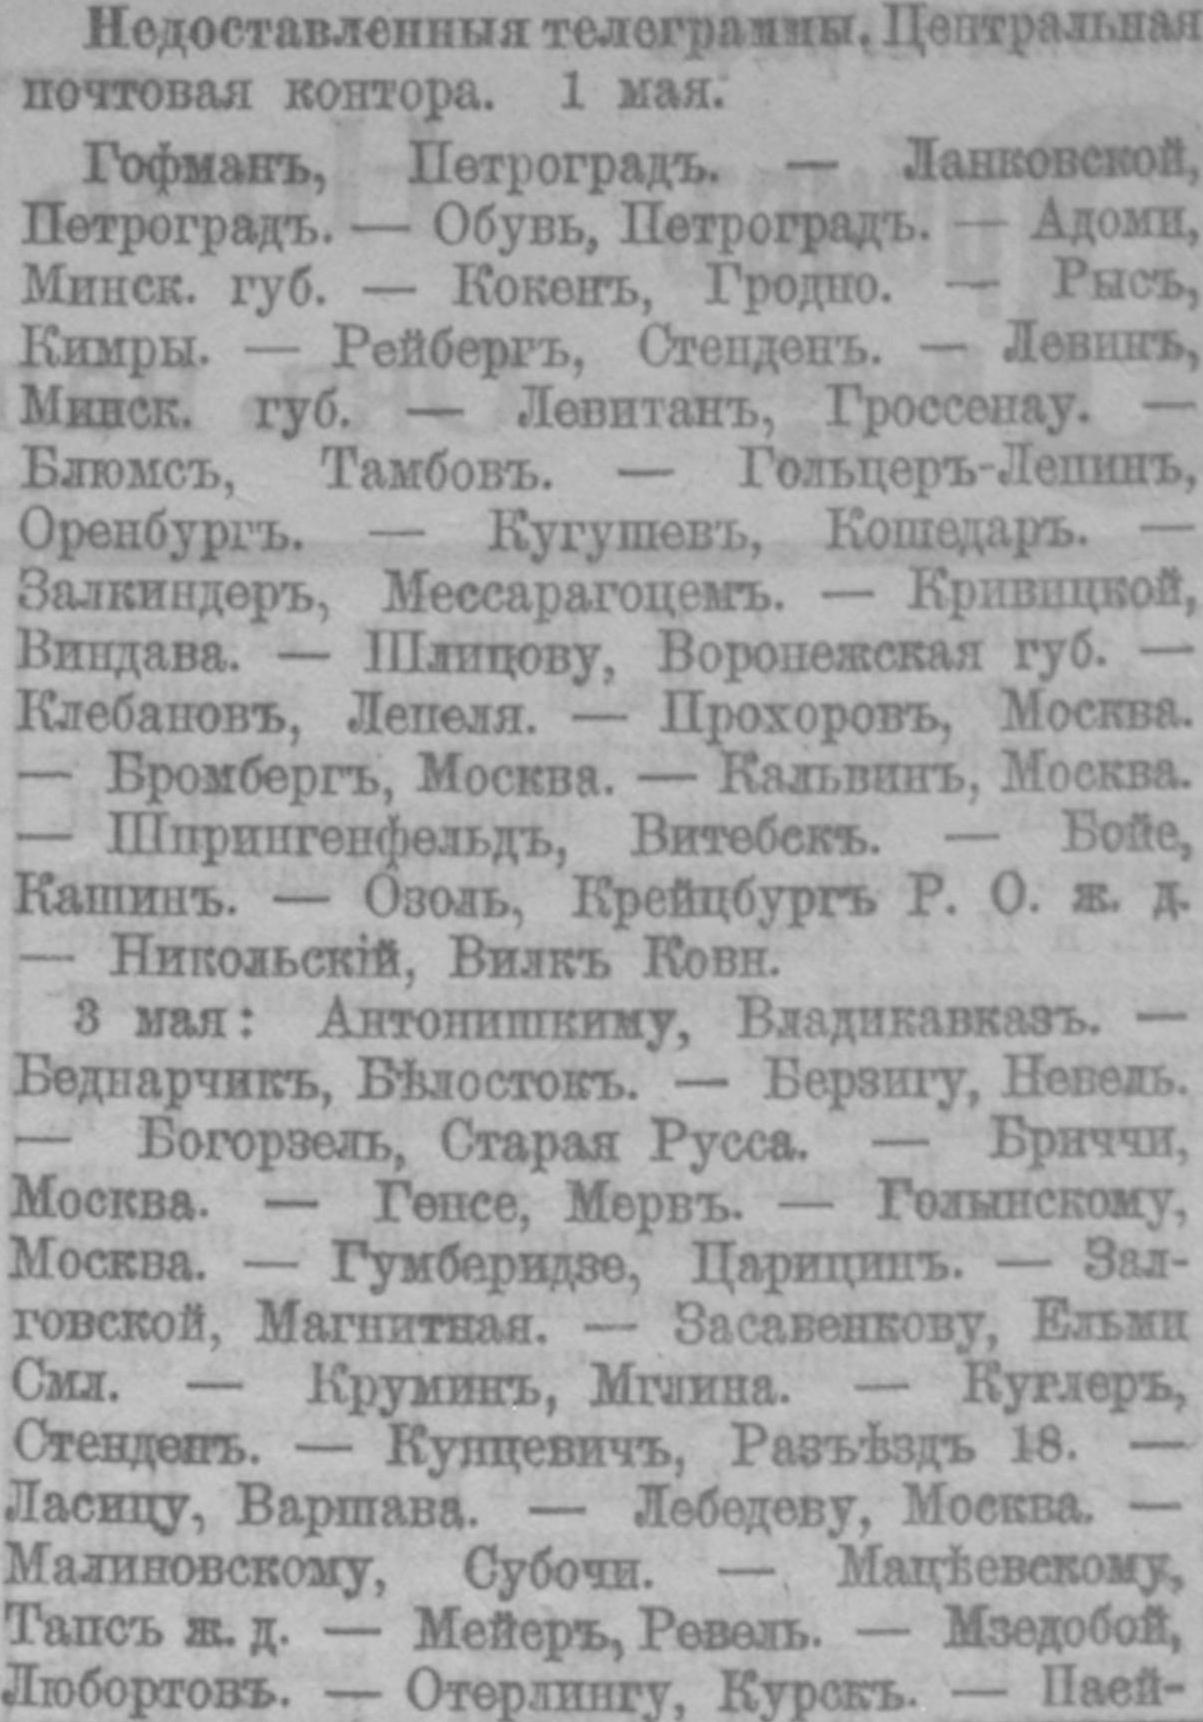 Недоставленныя телеграммы. Центральная
почтовая контора. 1 мая:
Гофманъ, Петроградъ. — Ланковской,
Петроградъ. — Обувь, Петроградъ. — Адоми,
Минск. губ. — Кокенъ, Гродно. — Рысъ,
Кимры. — Рейбергъ, Стенденъ. — Левинъ,
Минск. губ. — Левитанъ, Гроссенау. —
Блюмсъ, Тамбовъ. — Гольцеръ-Лепинъ,
Оренбургъ. — Кугушевъ, Кошедаръ. —
Залкиндеръ, Мессарагоцемъ. — Кривицкой,
Виндава. — Шлицову, Воронежская губ. —
Клебановъ, Лепеля. — Прохоровъ, Москва.
— Бромбергъ, Москва. — Кальвинъ, Москва.
— Шпрингенфельдъ, Витебскъ. — Бойе,
Кашинъ. — Озоль, Крейцбургъ Р. О. ж. д.
— Никольскій, Вилкъ Ковн.
3 мая: Антонишкиму, Владикавказъ. —
Беднарчикъ, Бѣлостокъ. — Берзигу, Невель.
— Богорзель, Старая Русса. — Бриччи,
Москва. — Генсе, Мервъ. — Голынскому,
Москва. — Гумберидзе, Царицинъ. — Зал-
говской, Магнитная. — Засавенкову, Ельми
Смл. — Круминъ, Мглина. — Куглеръ,
Стенденъ. — Кунцевичъ, Разъѣздъ 18. —
Ласицу, Варшава. — Лебедеву, Москва. —
Малиновскому, Субочи. — Мацѣевскому,
Тапсъ ж. д. — Мейеръ, Ревель. — Мзедобой,
Любортовъ. — Отерлингу, Курскъ. — Паей-